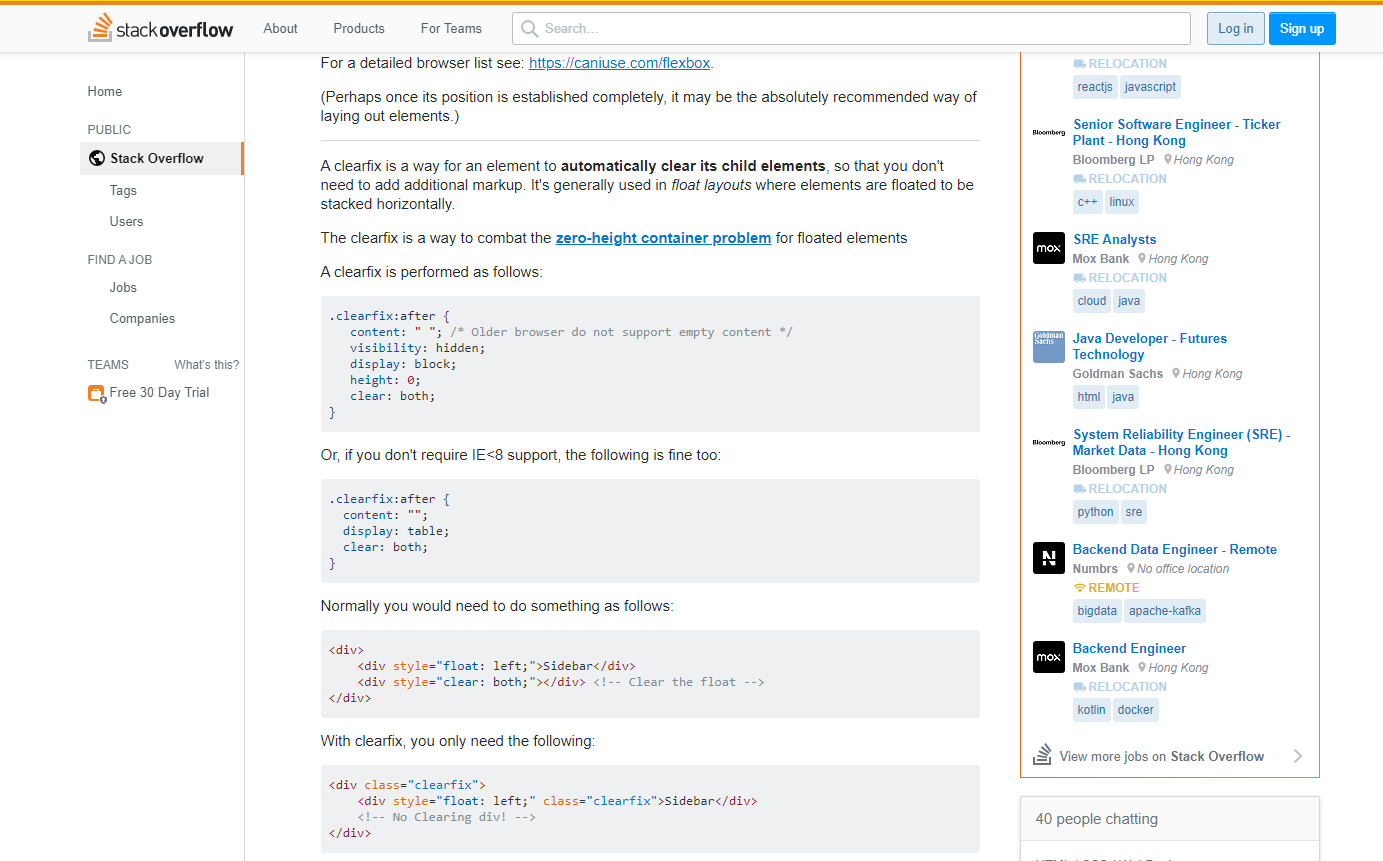 stack overflow
About
Products
For Teams
Search…
Log in
Sign up
Home
PUBLIC
Stack Overflow
Tags
Users
FIND A JOB
Jobs
Companies
TEAMS
What's this?
Free 30 Day Trial
For a detailed browser list see: https://caniuse.com/flexbox.
(Perhaps once its position is established completely, it may be the absolutely recommended way of
laying out elements.)
A clearfix is a way for an element to automatically clear its child elements, so that you don't
need to add additional markup. It's generally used in float layouts where elements are floated to be
stacked horizontally.
The clearfix is a way to combat the zero-height container problem for floated elements
A clearfix is performed as follows:
.clearfix:after {
   content: " "; /* Older browser do not support empty content */
   visibility: hidden;
   display: block;
   height: 0;
   clear: both;
}
Or, if you don't require IE<8 support, the following is fine too:
.clearfix:after {
  content: "";
  display: table;
  clear: both;
}
Normally you would need to do something as follows:
<div>
    <div style="float: left;">Sidebar</div>
    <div style="clear: both;"></div> <!-- Clear the float -->
</div>
With clearfix, you only need the following:
<div class="clearfix">
    <div style="float: left;" class="clearfix">Sidebar</div>
    <!-- No Clearing div! -->
</div>
RELOCATION
reactjs javascript
Bloomberg
Senior Software Engineer - Ticker
Plant - Hong Kong
Bloomberg LP Hong Kong
RELOCATION
c++ linux
mox
SRE Analysts
Mox Bank Hong Kong
RELOCATION
cloud java
Goldman
Sachs
Java Developer - Futures
Technology
Goldman Sachs Hong Kong
html java
Bloomberg
System Reliability Engineer (SRE) -
Market Data - Hong Kong
Bloomberg LP Hong Kong
RELOCATION
python sre
N
Backend Data Engineer - Remote
Numbrs No office location
REMOTE
bigdata apache-kafka
mox
Backend Engineer
Mox Bank Hong Kong
RELOCATION
kotlin docker
View more jobs on Stack Overflow
40 people chatting